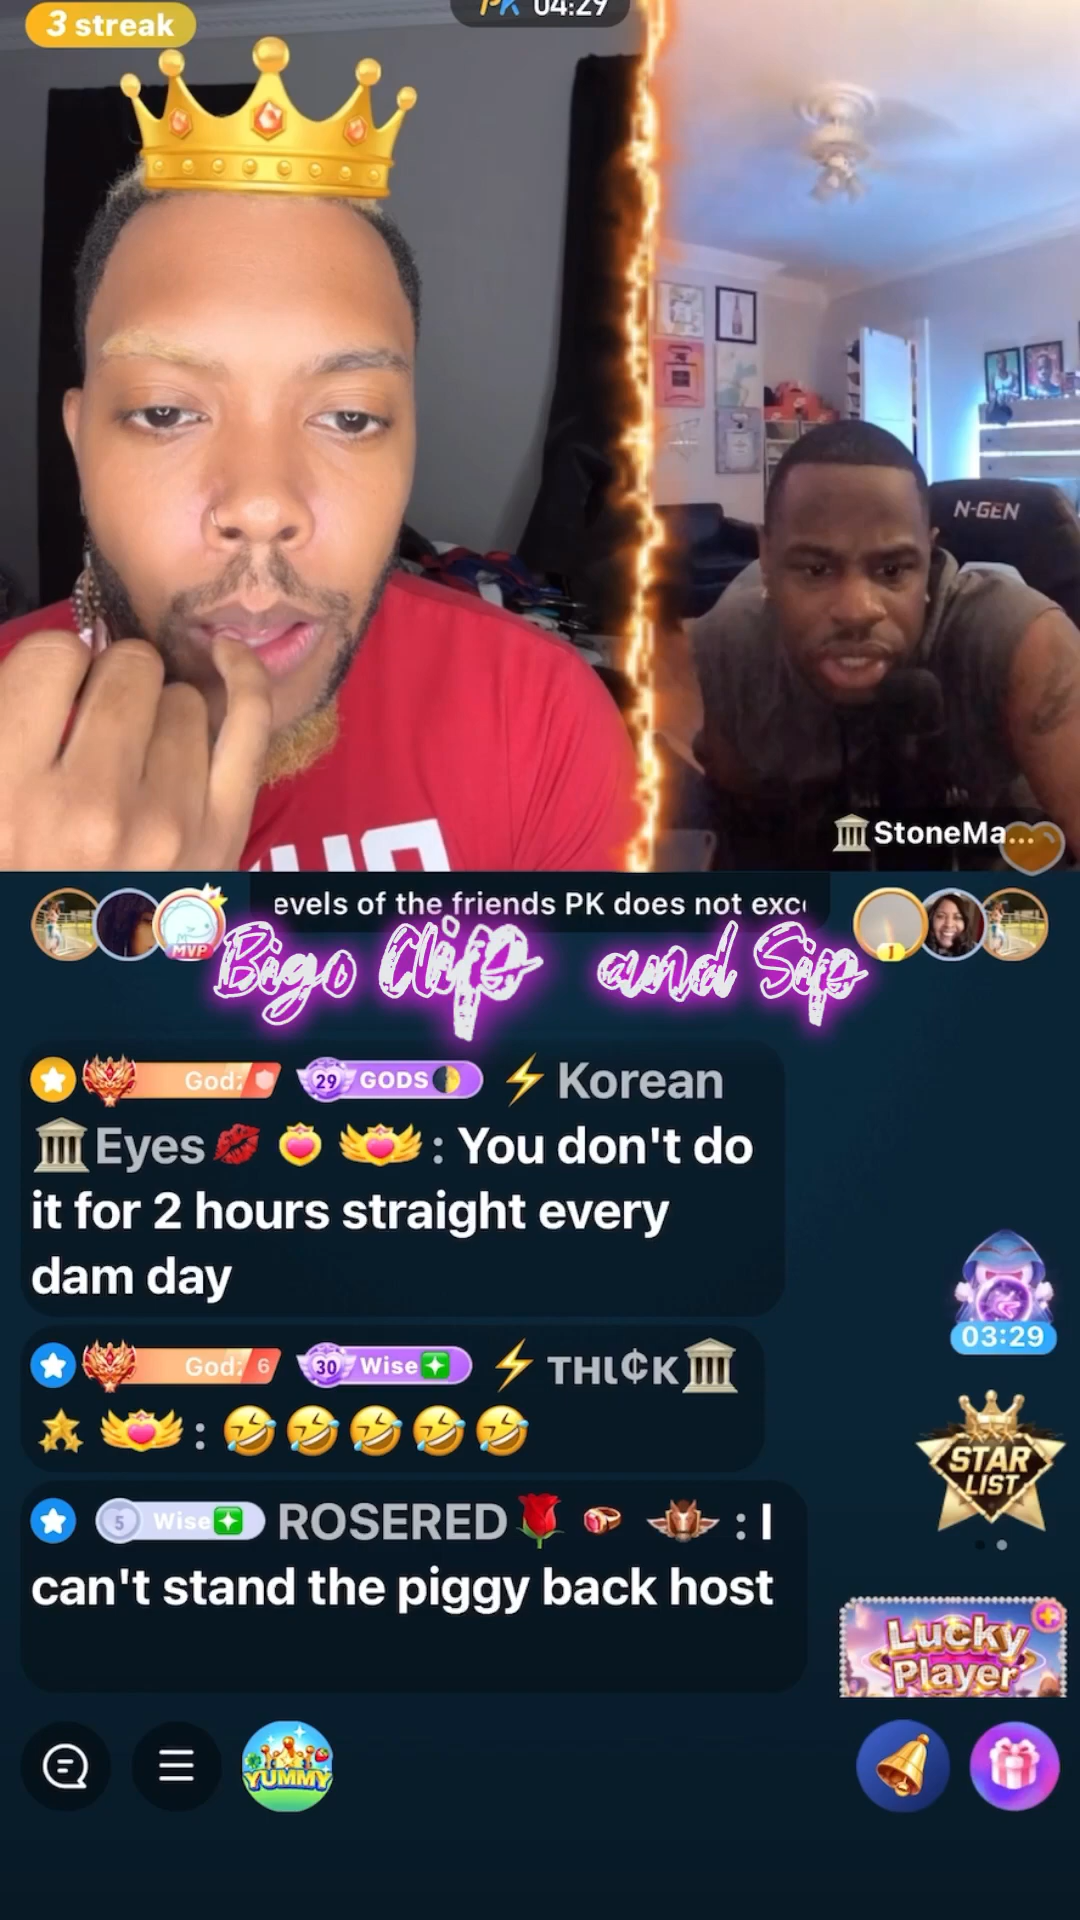 3 streak
PK 04:29
N-GEN
StoneMa...
evels of the friends PK does not exc
MVP
1
Bigo Clip and Sip
God: 29 GODS Korean
Eyes : You don't do
it for 2 hours straight every
dam day
03:29
God: 6 30 Wise THL₵K
: 
STAR
LIST
5 Wise ROSERED : I
can't stand the piggy back host
Lucky
Player
YUMMY